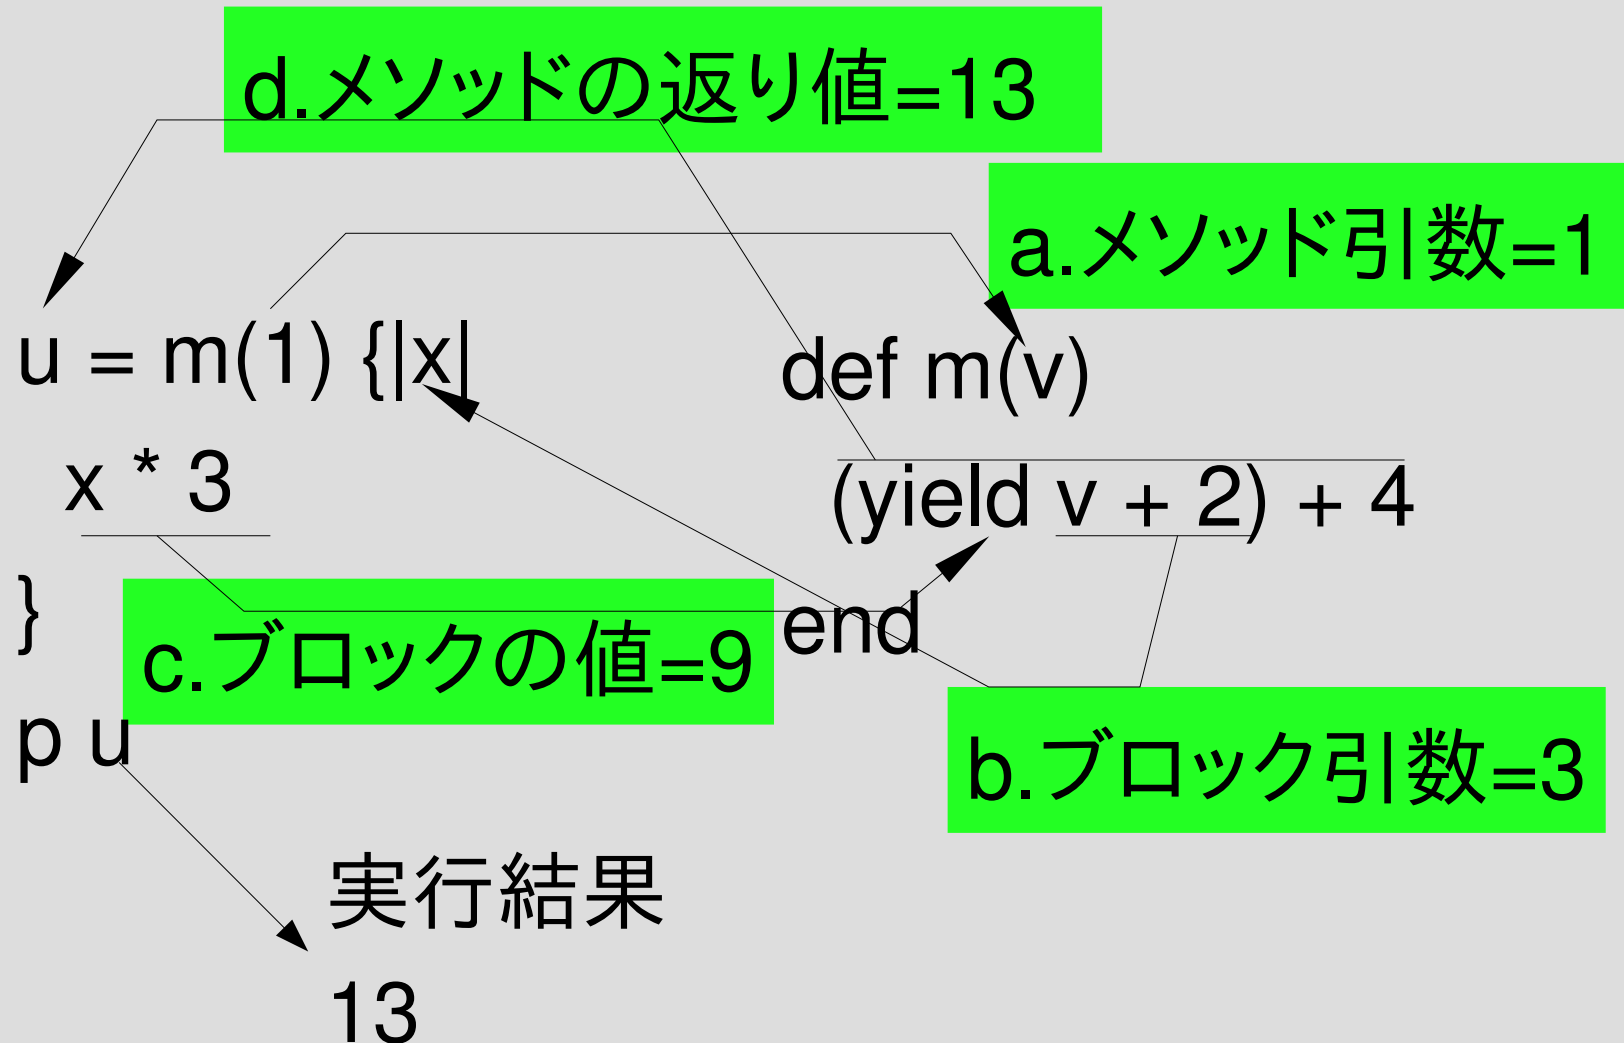 d.メソッドの返り値=13
a.メソッド引数=1
u = m(1) {|x|
x * 3
}
p u
def m(v)
(yield v + 2) + 4
end
c.ブロックの値=9
b.ブロック引数=3
実行結果
13